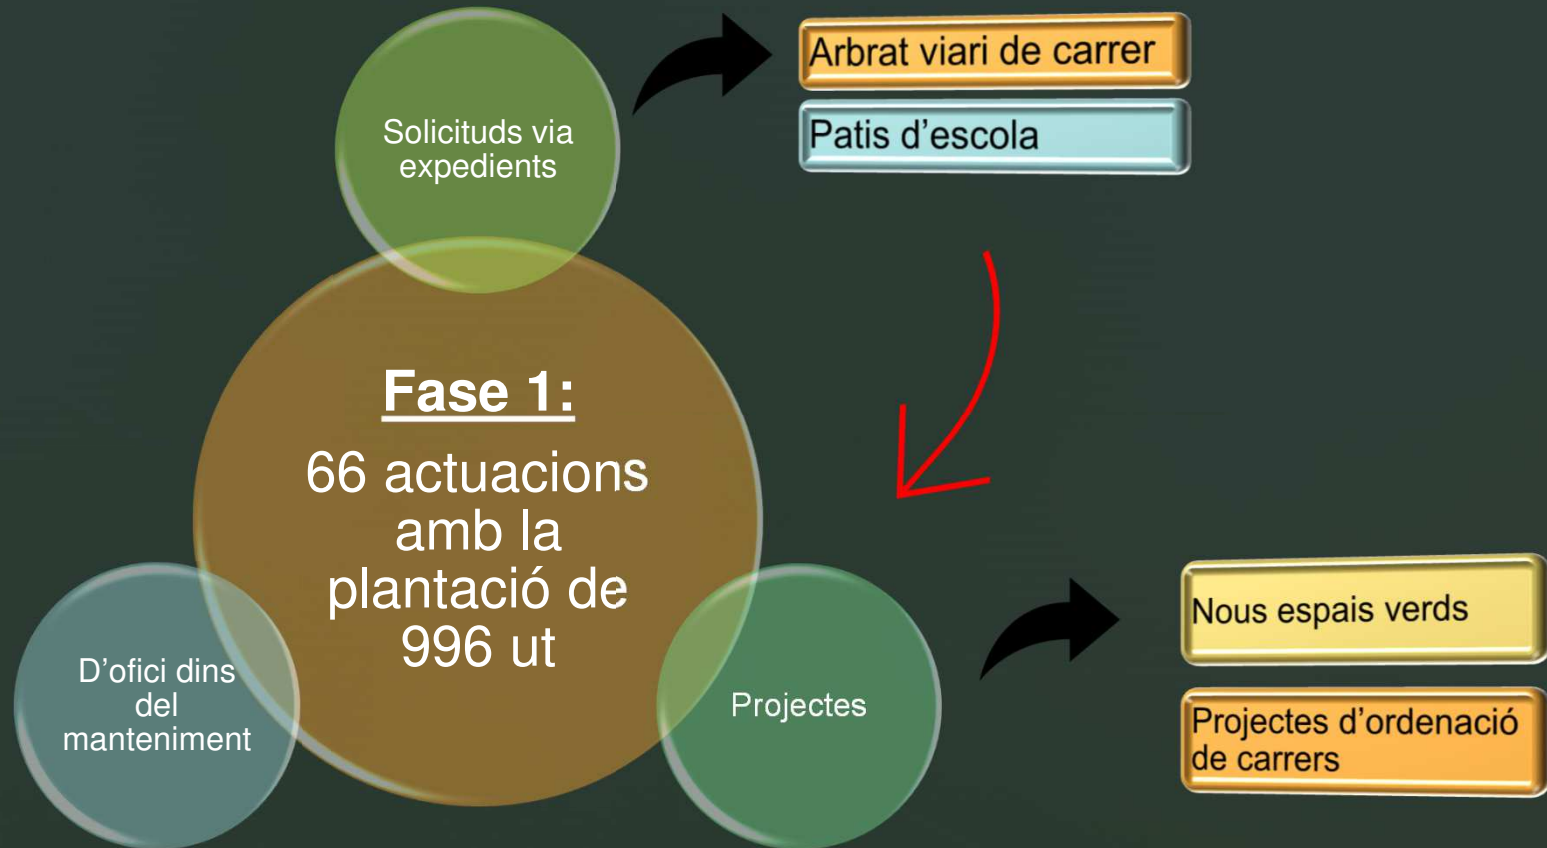 Solicituds via
expedients
Arbrat viari de carrer
Patis d'escola
Fase 1:
66 actuacions
amb la
plantació de
996 ut
D'ofici dins
del
manteniment
Projectes
Nous espais verds
Projectes d'ordenació
de carrers